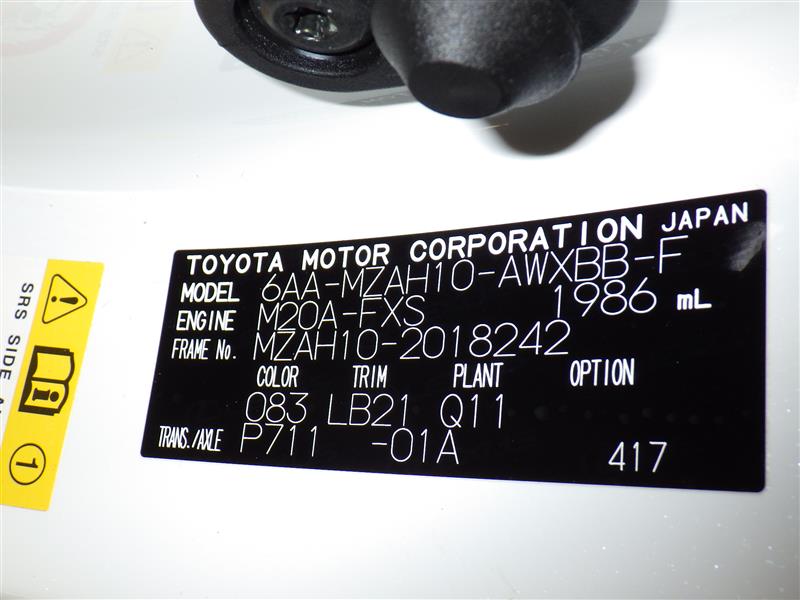 TOYOTA MOTOR CORPORATION JAPAN
MODEL 6AA-MZAH10-AWXBB-F
ENGINE M20A-FXS 1986 mL
FRAME No. MZAH10-2018242
COLOR TRIM PLANT OPTION
083 LB21 Q11
TRANS./AXLE P711 -01A 417
SRS SIDE
1